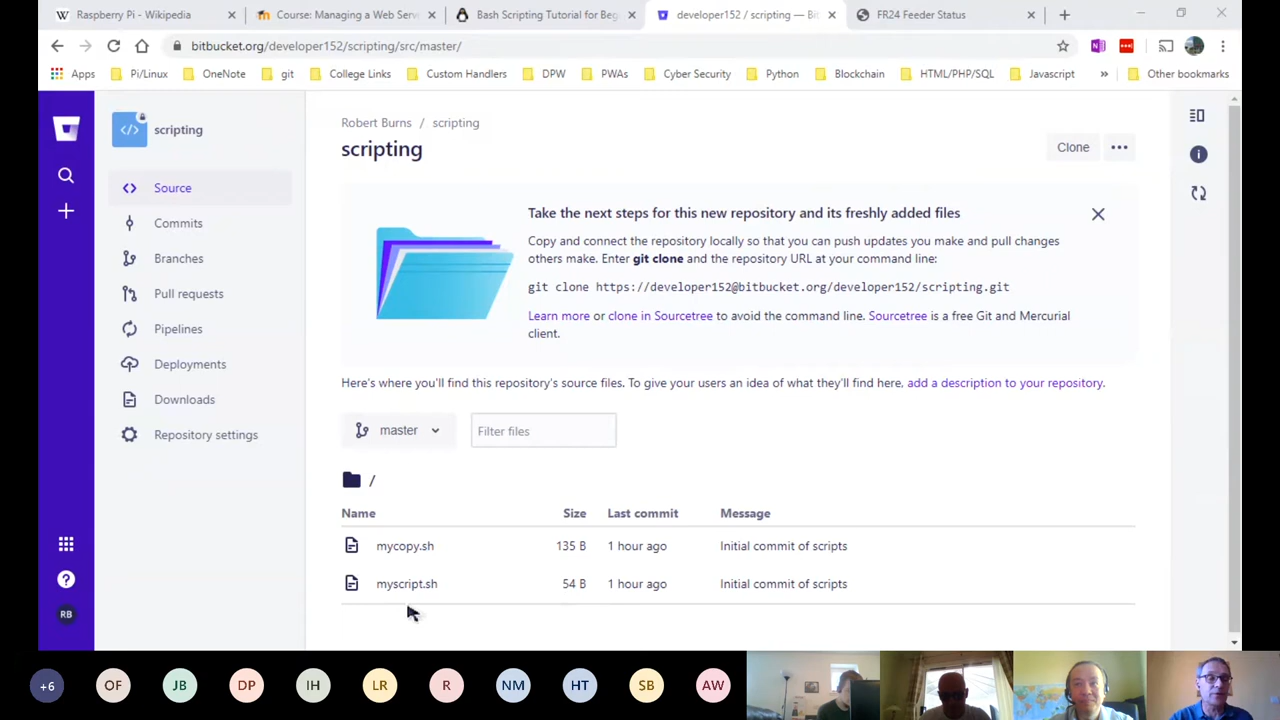 Raspberry Pi - Wikipedia
Course: Managing a Web Serv
Bash Scripting Tutorial for Beg
developer152 / scripting — Bit
FR24 Feeder Status
bitbucket.org/developer152/scripting/src/master/
Apps
Pi/Linux
OneNote
git
College Links
Custom Handlers
DPW
PWAs
Cyber Security
Python
Blockchain
HTML/PHP/SQL
Javascript
»
Other bookmarks
scripting
Source
Commits
Branches
Pull requests
Pipelines
Deployments
Downloads
Repository settings
RB
Robert Burns / scripting
scripting
Clone
Take the next steps for this new repository and its freshly added files
Copy and connect the repository locally so that you can push updates you make and pull changes
others make. Enter git clone and the repository URL at your command line:
git clone https://developer152@bitbucket.org/developer152/scripting.git
Learn more or clone in Sourcetree to avoid the command line. Sourcetree is a free Git and Mercurial
client.
Here's where you'll find this repository's source files. To give your users an idea of what they'll find here, add a description to your repository.
master
Filter files
/
Name Size Last commit Message
mycopy.sh 135 B 1 hour ago Initial commit of scripts
myscript.sh 54 B 1 hour ago Initial commit of scripts
+6 OF JB DP IH LR R NM HT SB AW